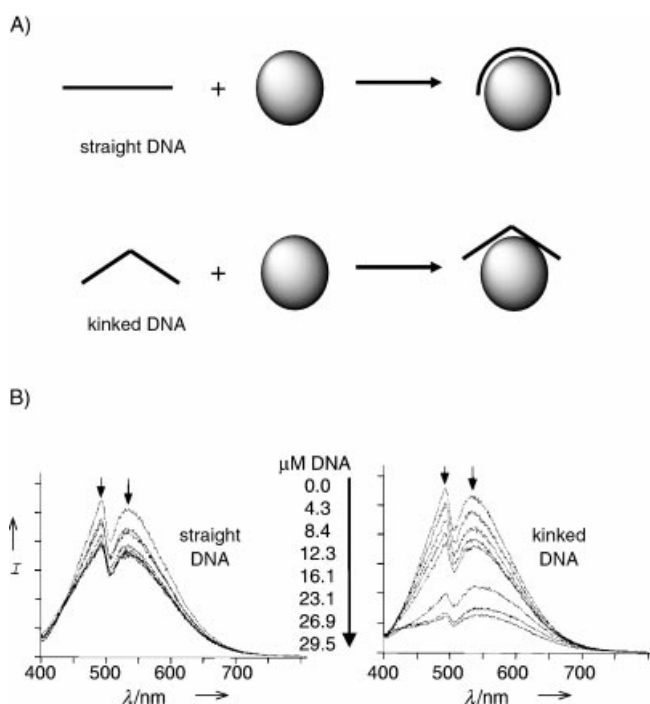 A)
+
straight DNA
+
kinked DNA
B)
μM DNA
0.0
4.3
8.4
12.3
16.1
23.1
26.9
29.5
straight
DNA
kinked
DNA
I
400 500 600 700
λ/nm
400 500 600 700
λ/nm